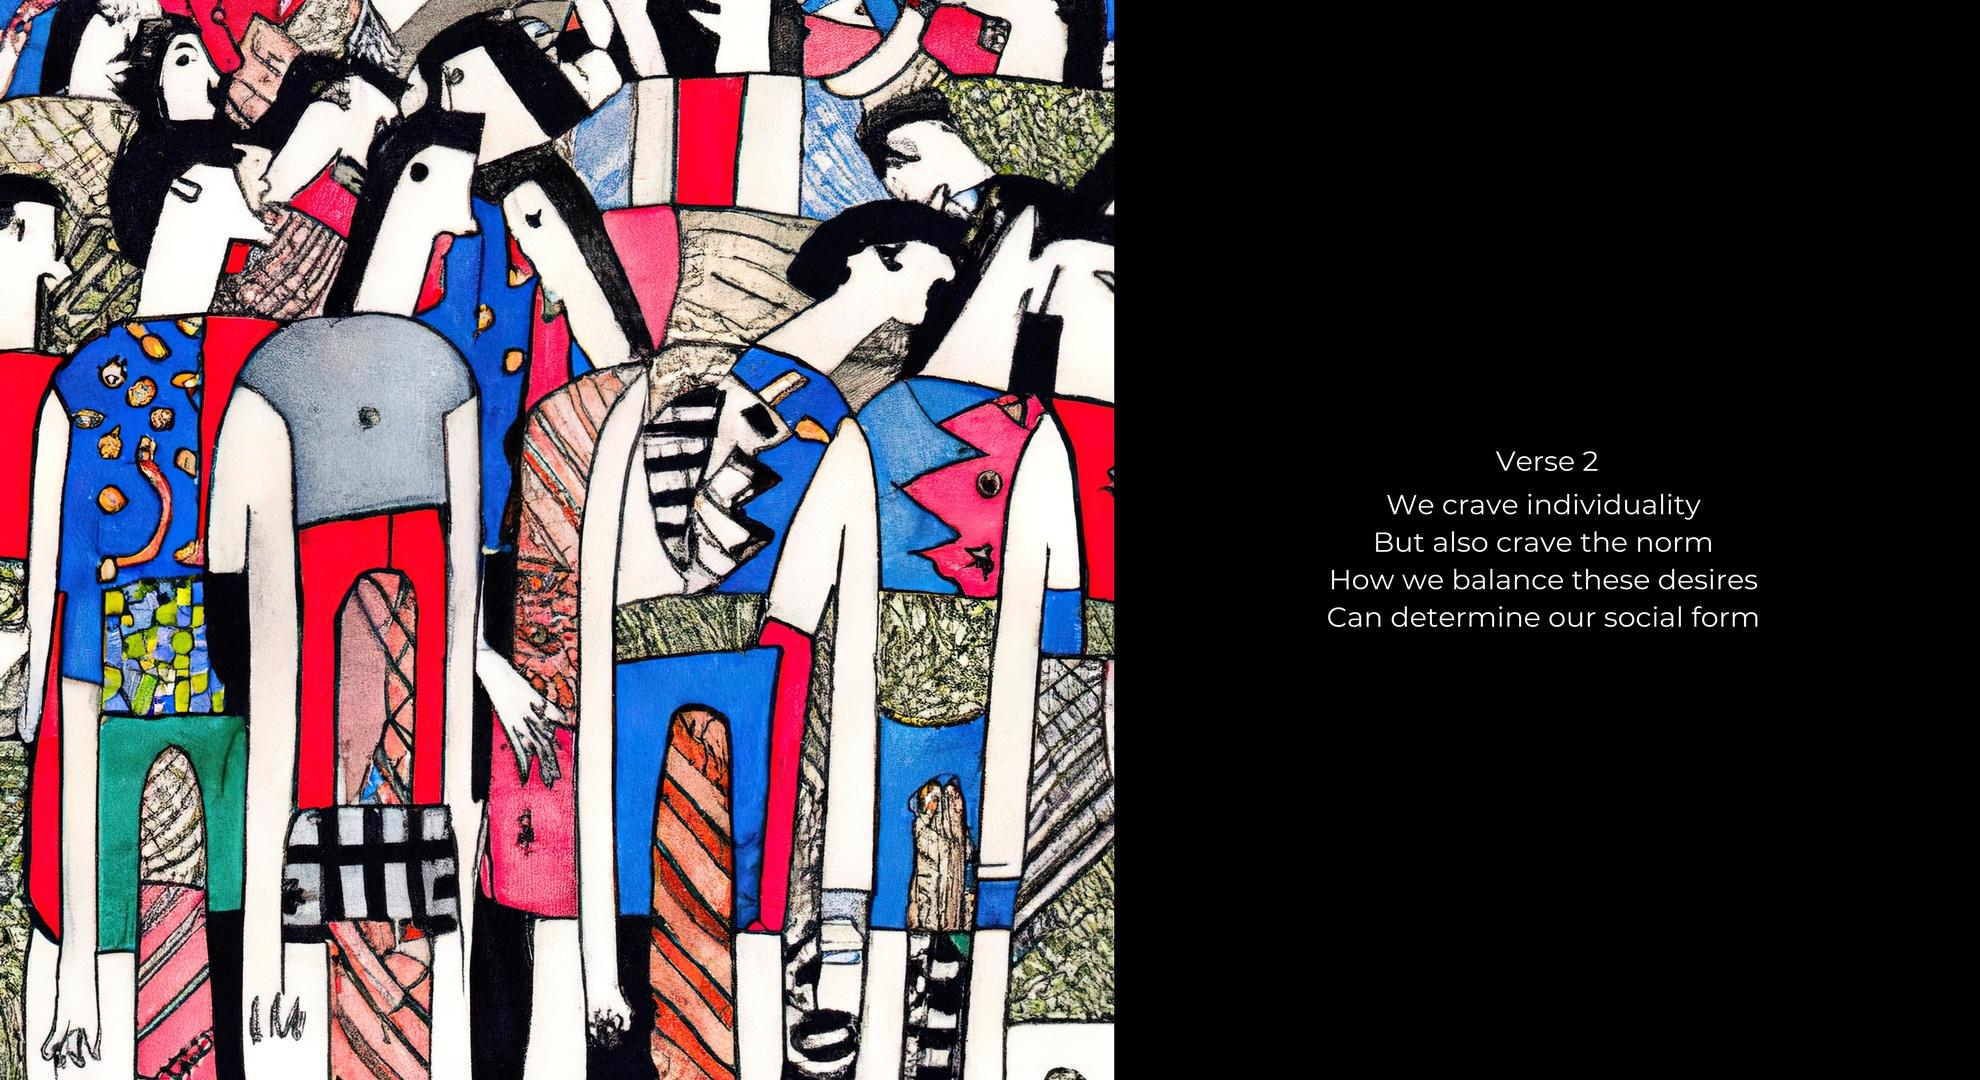 Verse 2
We crave individuality
But also crave the norm
How we balance these desires
Can determine our social form